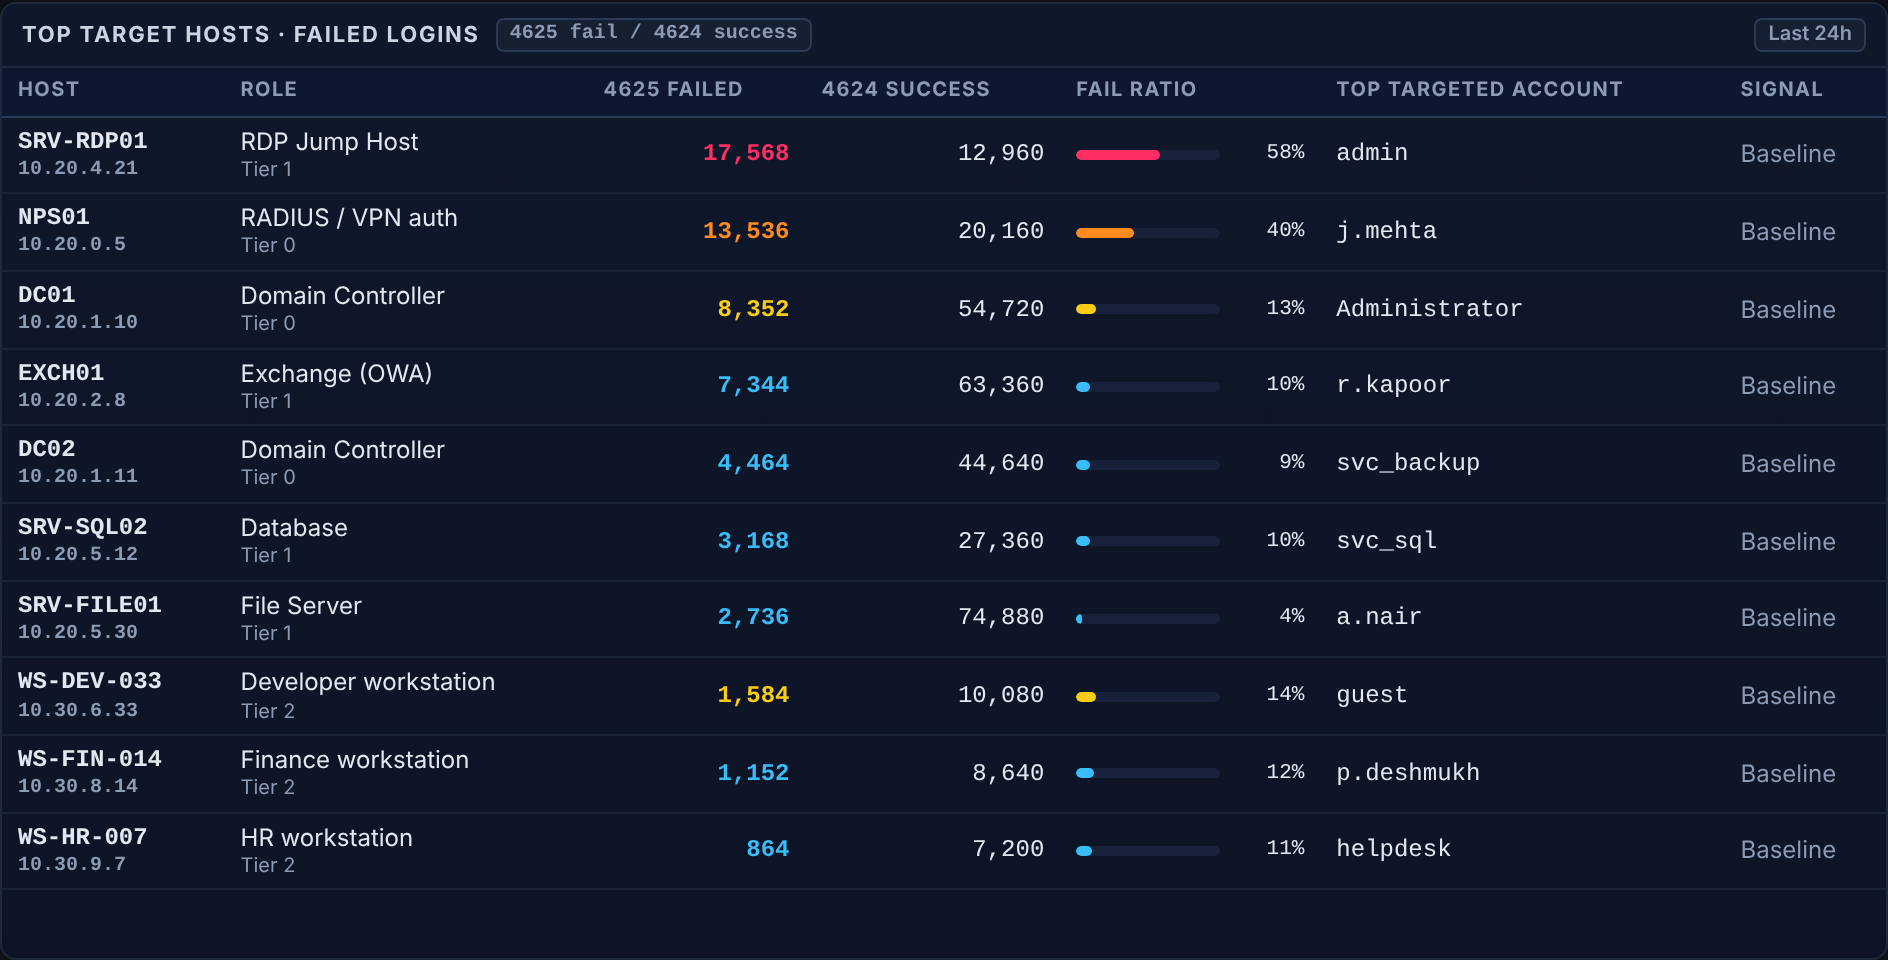 TOP TARGET HOSTS · FAILED LOGINS 4625 fail / 4624 success Last 24h
HOST ROLE 4625 FAILED 4624 SUCCESS FAIL RATIO TOP TARGETED ACCOUNT SIGNAL
SRV-RDP01 RDP Jump Host 17,568 12,960 58% admin Baseline
10.20.4.21 Tier 1
NPS01 RADIUS / VPN auth 13,536 20,160 40% j.mehta Baseline
10.20.0.5 Tier 0
DC01 Domain Controller 8,352 54,720 13% Administrator Baseline
10.20.1.10 Tier 0
EXCH01 Exchange (OWA) 7,344 63,360 10% r.kapoor Baseline
10.20.2.8 Tier 1
DC02 Domain Controller 4,464 44,640 9% svc_backup Baseline
10.20.1.11 Tier 0
SRV-SQL02 Database 3,168 27,360 10% svc_sql Baseline
10.20.5.12 Tier 1
SRV-FILE01 File Server 2,736 74,880 4% a.nair Baseline
10.20.5.30 Tier 1
WS-DEV-033 Developer workstation 1,584 10,080 14% guest Baseline
10.30.6.33 Tier 2
WS-FIN-014 Finance workstation 1,152 8,640 12% p.deshmukh Baseline
10.30.8.14 Tier 2
WS-HR-007 HR workstation 864 7,200 11% helpdesk Baseline
10.30.9.7 Tier 2